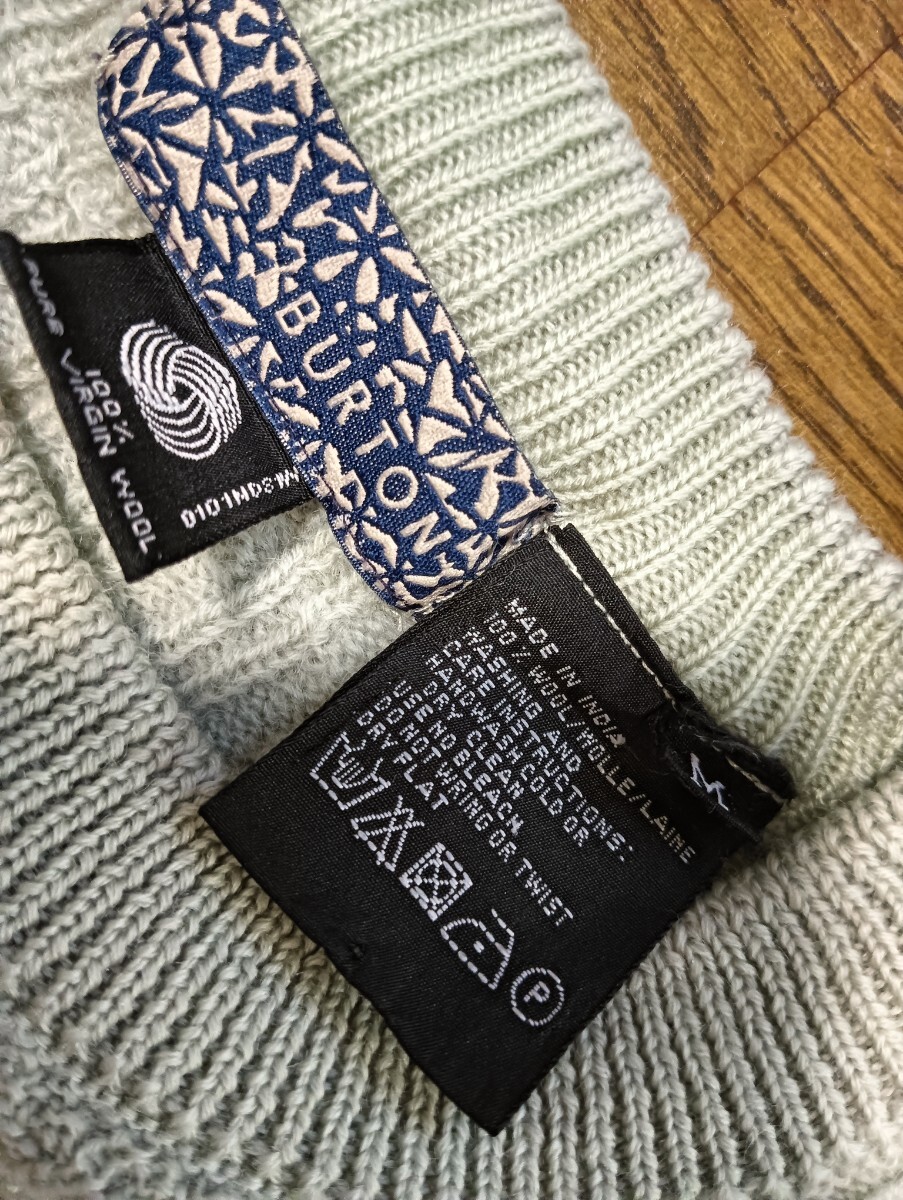 BURTON
PURE VIRGIN WOOL
100%
0101NDS
MADE IN INDIA
100% WOOL/WOLLE/LAINE
WASHING AND
CARE INSTRUCTIONS:
HANDWASH COLD OR
DRY CLEAN
USE NO BLEACH
DO NOT WRING OR TWIST
DRY FLAT
P